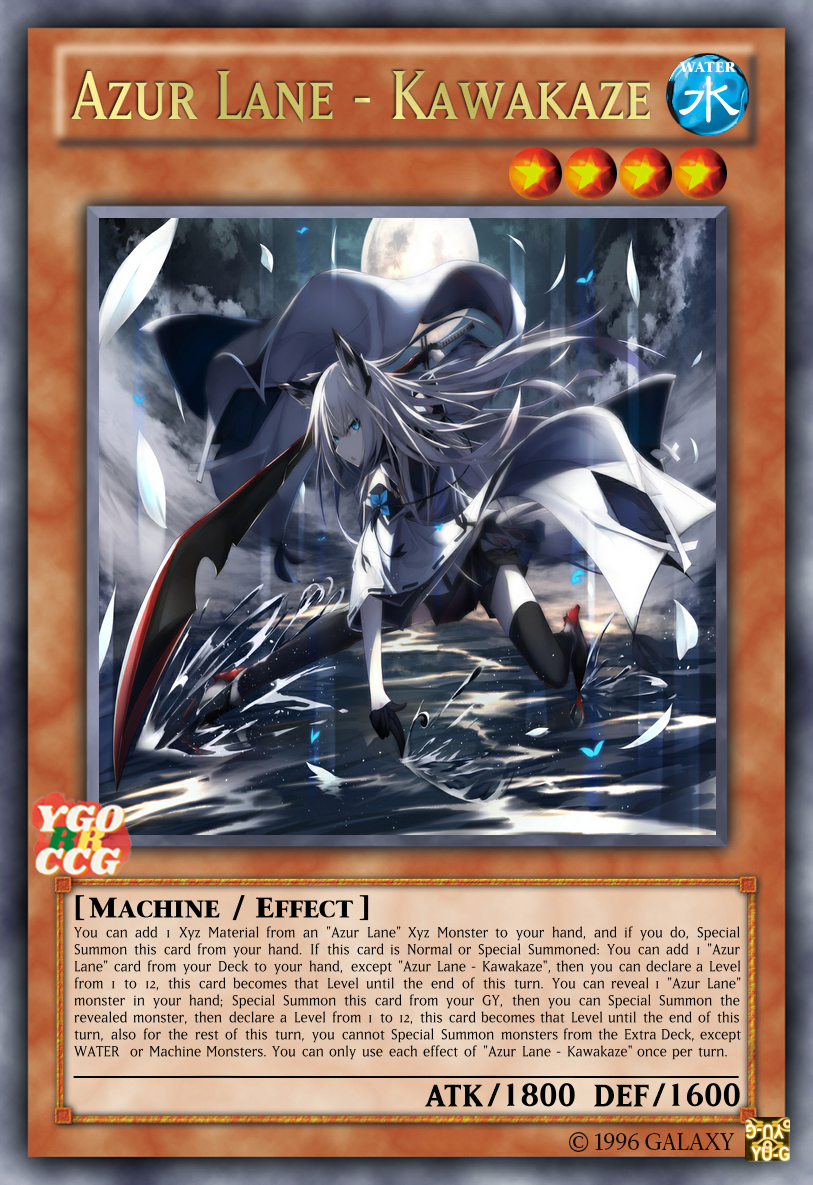 Azur Lane - Kawakaze
WATER
水
YGO
RR
CCG
[ Machine / Effect ]
You can add 1 Xyz Material from an "Azur Lane" Xyz Monster to your hand, and if you do, Special
Summon this card from your hand. If this card is Normal or Special Summoned: You can add 1 "Azur
Lane" card from your Deck to your hand, except "Azur Lane - Kawakaze", then you can declare a Level
from 1 to 12, this card becomes that Level until the end of this turn. You can reveal 1 "Azur Lane"
monster in your hand; Special Summon this card from your GY, then you can Special Summon the
revealed monster, then declare a Level from 1 to 12, this card becomes that Level until the end of this
turn, also for the rest of this turn, you cannot Special Summon monsters from the Extra Deck, except
WATER or Machine Monsters. You can only use each effect of "Azur Lane - Kawakaze" once per turn.
ATK/1800 DEF/1600
© 1996 GALAXY